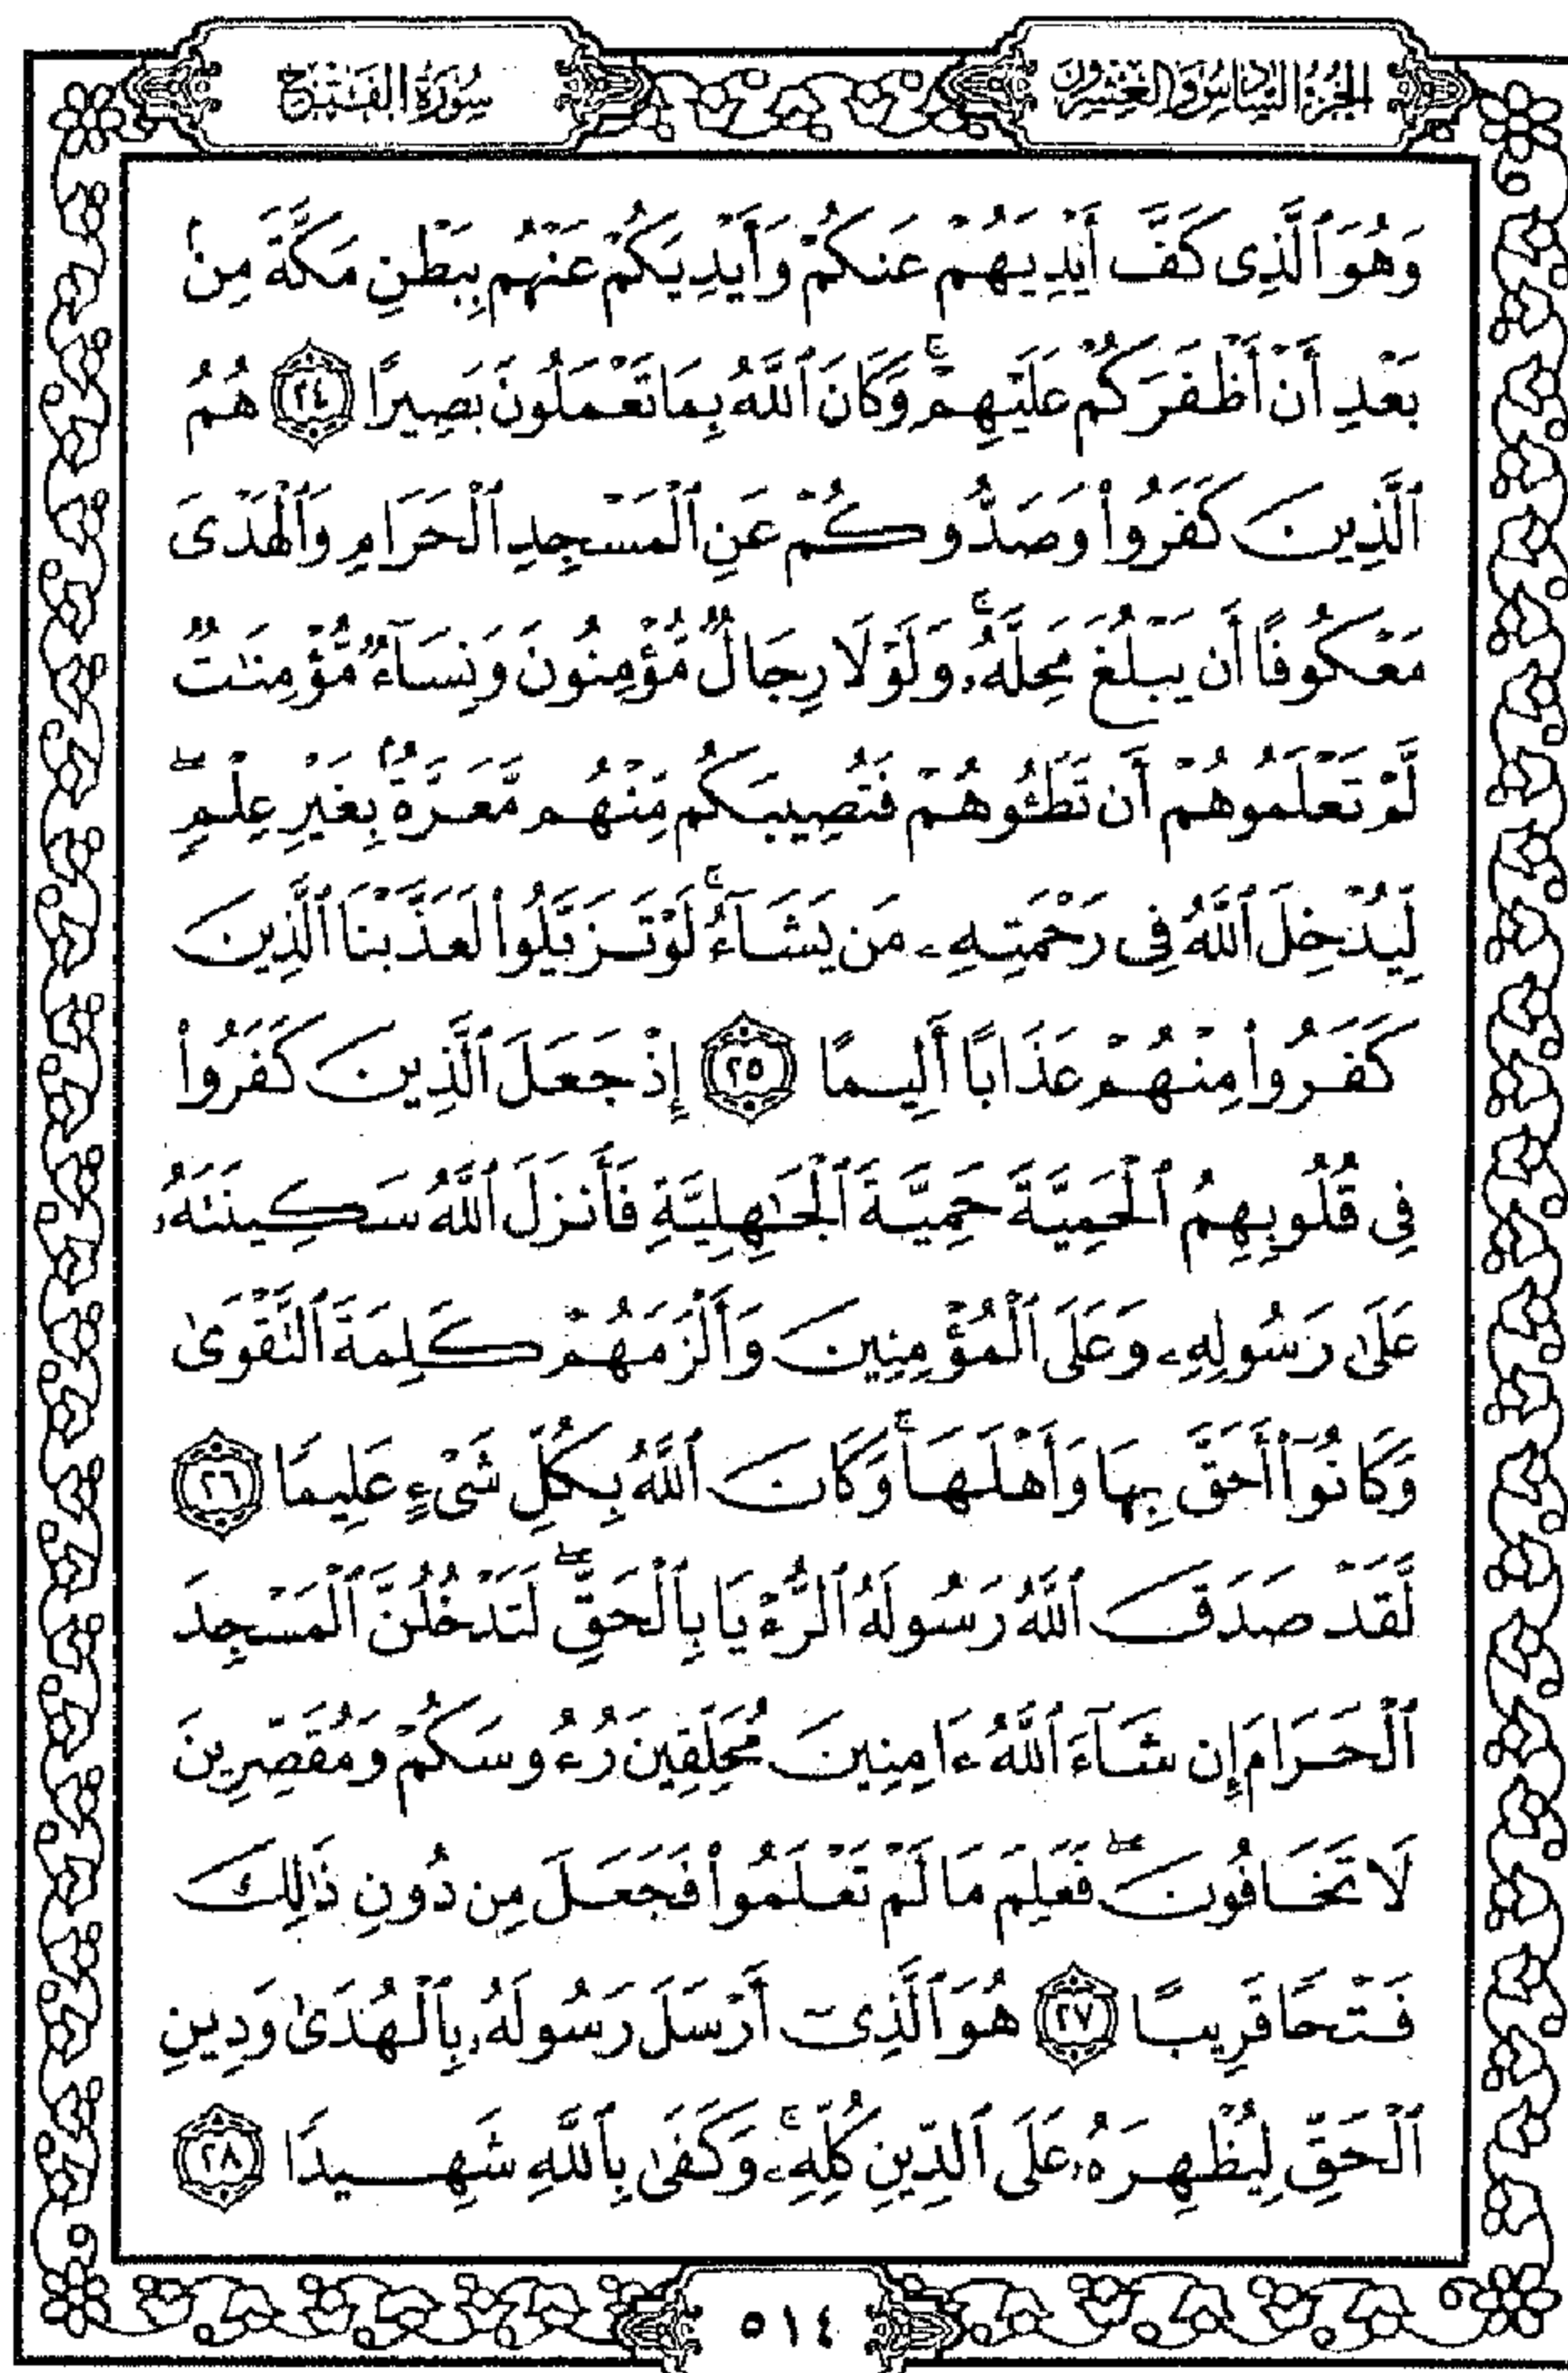 الجزء السادس والعشرون
سورة الفتح
وَهُوَ ٱلَّذِى كَفَّ أَيْدِيَهُمْ عَنكُمْ وَأَيْدِيَكُمْ عَنْهُم بِبَطْنِ مَكَّةَ مِنۢ
بَعْدِ أَنْ أَظْفَرَكُمْ عَلَيْهِمْ ۚ وَكَانَ ٱللَّهُ بِمَا تَعْمَلُونَ بَصِيرًا ٢٤ هُمُ
ٱلَّذِينَ كَفَرُوا۟ وَصَدُّوكُمْ عَنِ ٱلْمَسْجِدِ ٱلْحَرَامِ وَٱلْهَدْىَ
مَعْكُوفًا أَن يَبْلُغَ مَحِلَّهُۥ ۚ وَلَوْلَا رِجَالٌ مُّؤْمِنُونَ وَنِسَآءٌ مُّؤْمِنَـٰتٌ
لَّمْ تَعْلَمُوهُمْ أَن تَطَـُٔوهُمْ فَتُصِيبَكُم مِّنْهُم مَّعَرَّةٌۢ بِغَيْرِ عِلْمٍ ۖ
لِّيُدْخِلَ ٱللَّهُ فِى رَحْمَتِهِۦ مَن يَشَآءُ ۚ لَوْ تَزَيَّلُوا۟ لَعَذَّبْنَا ٱلَّذِينَ
كَفَرُوا۟ مِنْهُمْ عَذَابًا أَلِيمًا ٢٥ إِذْ جَعَلَ ٱلَّذِينَ كَفَرُوا۟
فِى قُلُوبِهِمُ ٱلْحَمِيَّةَ حَمِيَّةَ ٱلْجَـٰهِلِيَّةِ فَأَنزَلَ ٱللَّهُ سَكِينَتَهُۥ
عَلَىٰ رَسُولِهِۦ وَعَلَى ٱلْمُؤْمِنِينَ وَأَلْزَمَهُمْ كَلِمَةَ ٱلتَّقْوَىٰ
وَكَانُوٓا۟ أَحَقَّ بِهَا وَأَهْلَهَا ۚ وَكَانَ ٱللَّهُ بِكُلِّ شَىْءٍ عَلِيمًا ٢٦
لَّقَدْ صَدَقَ ٱللَّهُ رَسُولَهُ ٱلرُّءْيَا بِٱلْحَقِّ ۖ لَتَدْخُلُنَّ ٱلْمَسْجِدَ
ٱلْحَرَامَ إِن شَآءَ ٱللَّهُ ءَامِنِينَ مُحَلِّقِينَ رُءُوسَكُمْ وَمُقَصِّرِينَ
لَا تَخَافُونَ ۖ فَعَلِمَ مَا لَمْ تَعْلَمُوا۟ فَجَعَلَ مِن دُونِ ذَٰلِكَ
فَتْحًا قَرِيبًا ٢٧ هُوَ ٱلَّذِىٓ أَرْسَلَ رَسُولَهُۥ بِٱلْهُدَىٰ وَدِينِ
ٱلْحَقِّ لِيُظْهِرَهُۥ عَلَى ٱلدِّينِ كُلِّهِۦ ۚ وَكَفَىٰ بِٱللَّهِ شَهِيدًا ٢٨
٥١٤